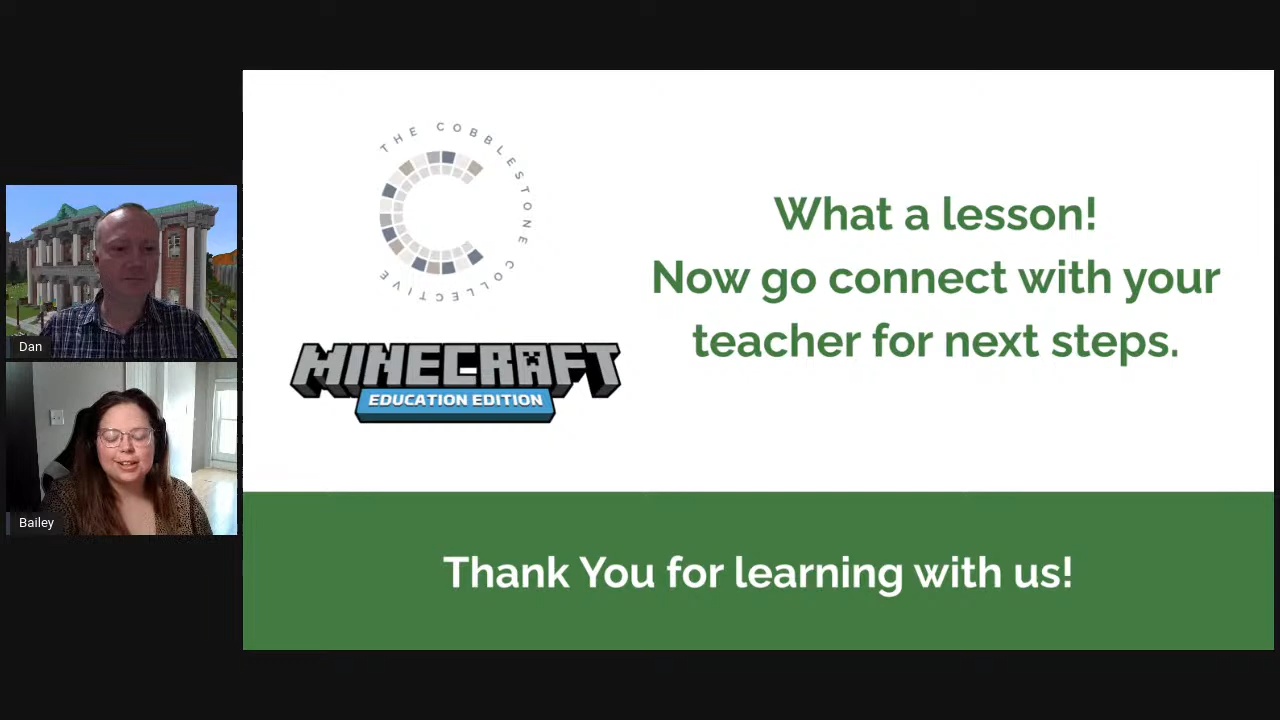 THE COBBLESTONE COLLECTIVE
What a lesson!
Now go connect with your
teacher for next steps.
MINECRAFT
EDUCATION EDITION
Dan
Bailey
Thank You for learning with us!